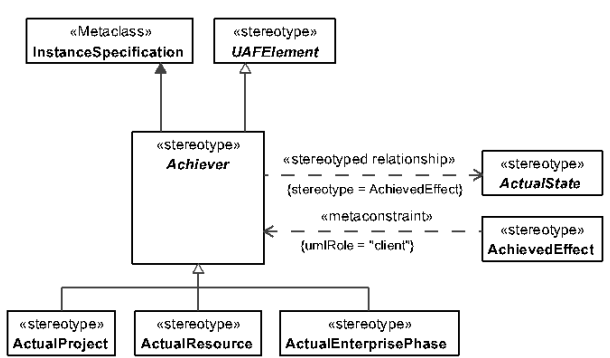 «Metaclass»
InstanceSpecification
«stereotype»
UAFElement
«stereotype»
Achiever
«stereotyped relationship»
{stereotype = AchievedEffect}
«stereotype»
ActualState
«metaconstraint»
{umlRole = "client"}
«stereotype»
AchievedEffect
«stereotype»
ActualProject
«stereotype»
ActualResource
«stereotype»
ActualEnterprisePhase